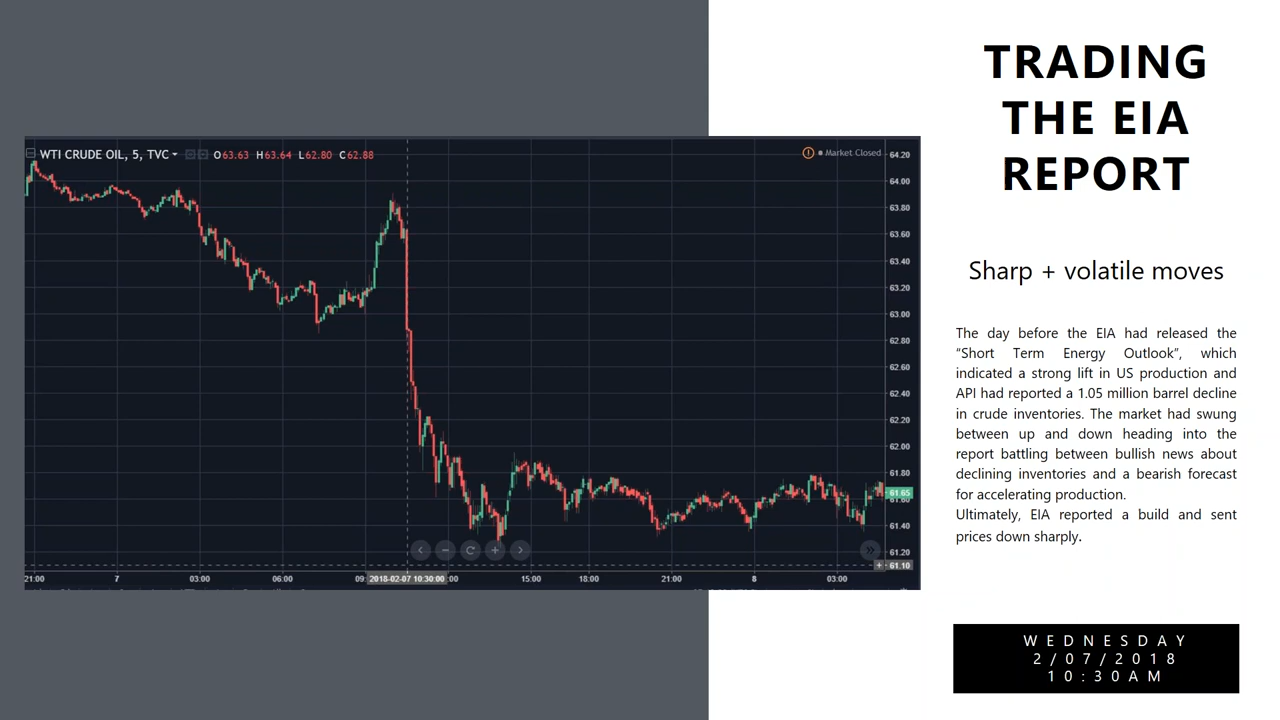 TRADING
THE EIA
REPORT
Sharp + volatile moves
The day before the EIA had released the
“Short Term Energy Outlook”, which
indicated a strong lift in US production and
API had reported a 1.05 million barrel decline
in crude inventories. The market had swung
between up and down heading into the
report battling between bullish news about
declining inventories and a bearish forecast
for accelerating production.
Ultimately, EIA reported a build and sent
prices down sharply.
WEDNESDAY
2/07/2018
10:30AM
WTI CRUDE OIL, 5, TVC O63.63 H63.64 L62.80 C62.88
Market Closed
64.20
64.00
63.80
63.60
63.40
63.20
63.00
62.80
62.60
62.40
62.20
62.00
61.80
61.65
61.60
61.40
61.20
61.10
21:00 7 03:00 06:00 09: 2018-02-07 10:30:00 :00 15:00 18:00 21:00 8 03:00